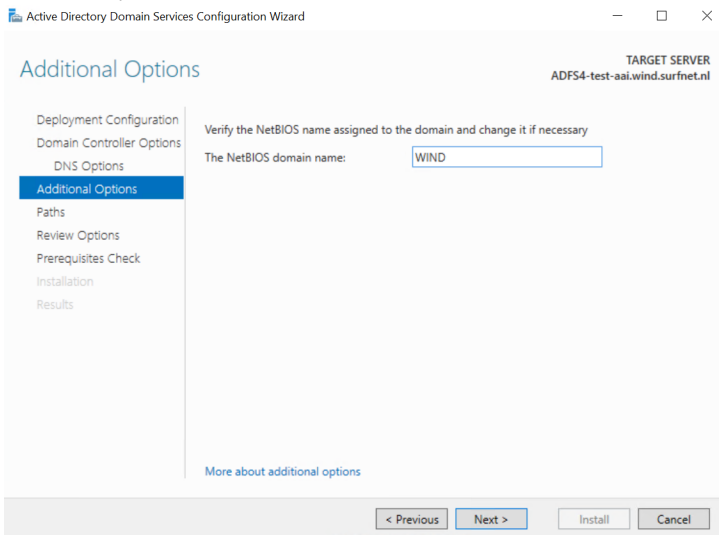 Active Directory Domain Services Configuration Wizard
Additional Options
TARGET SERVER
ADFS4-test-aai.wind.surfnet.nl
Deployment Configuration
Domain Controller Options
DNS Options
Additional Options
Paths
Review Options
Prerequisites Check
Installation
Results
Verify the NetBIOS name assigned to the domain and change it if necessary
The NetBIOS domain name: WIND
More about additional options
< Previous Next > Install Cancel